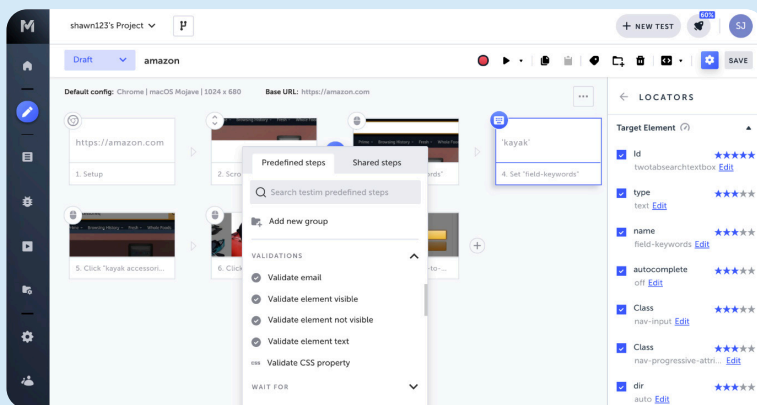 M
shawn123's Project
+ NEW TEST
60%
SJ
Draft
amazon
SAVE
Default config: Chrome | macOS Mojave | 1024 x 680
Base URL: https://amazon.com
← LOCATORS
Target Element
https://amazon.com
1. Setup
2. Scro
rds"
'kayak'
4. Set "field-keywords"
5. Click "kayak accesson...
6. Click
-to-...
Predefined steps
Shared steps
Search testim predefined steps
Add new group
VALIDATIONS
Validate email
Validate element visible
Validate element not visible
Validate element text
css Validate CSS property
WAIT FOR
Id
twotabsearchtextbox Edit
type
text Edit
name
field-keywords Edit
autocomplete
off Edit
Class
nav-input Edit
Class
nav-progressive-attri... Edit
dir
auto Edit